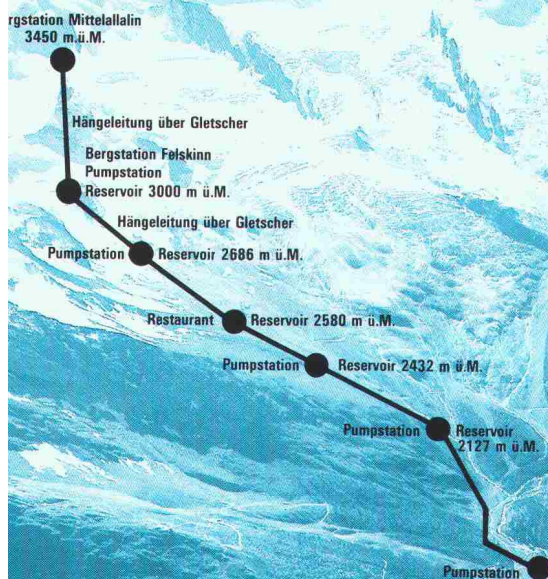 rgstation Mittelallalin
3450 m.ü.M.
Hängeleitung über Gletscher
Bergstation Felskinn
Pumpstation
Reservoir 3000 m ü.M.
Hängeleitung über Gletscher
Pumpstation Reservoir 2686 m ü.M.
Restaurant Reservoir 2580 m ü.M.
Pumpstation Reservoir 2432 m ü.M.
Pumpstation Reservoir
2127 m ü.M.
Pumpstation